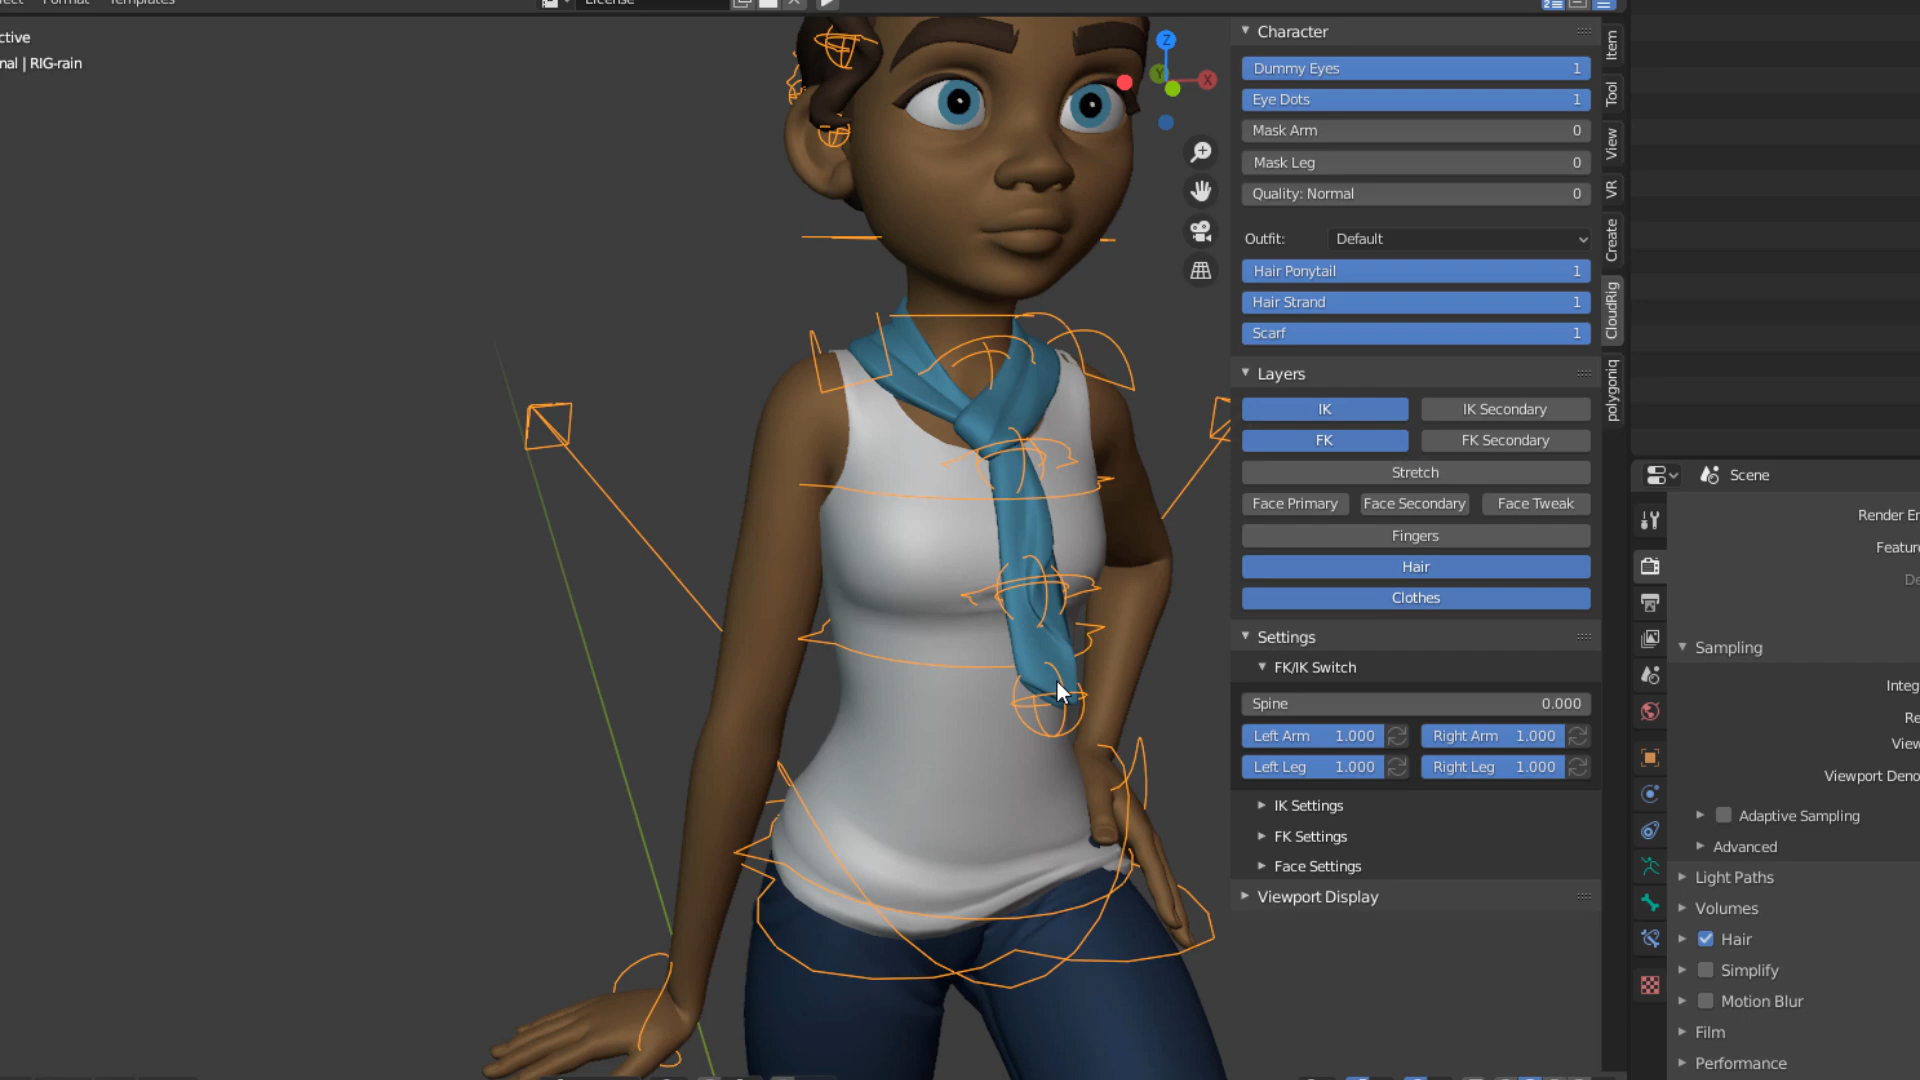 Format
Templates
License
ctive
nal | RIG-rain
Z
Y
X
Character
Dummy Eyes 1
Eye Dots 1
Mask Arm 0
Mask Leg 0
Quality: Normal 0
Outfit: Default
Hair Ponytail 1
Hair Strand 1
Scarf 1
Layers
IK IK Secondary
FK FK Secondary
Stretch
Face Primary Face Secondary Face Tweak
Fingers
Hair
Clothes
Settings
FK/IK Switch
Spine 0.000
Left Arm 1.000 Right Arm 1.000
Left Leg 1.000 Right Leg 1.000
IK Settings
FK Settings
Face Settings
Viewport Display
Item
Tool
View
VR
Create
CloudRig
polygoniq
Scene
Render En
Featur
De
Sampling
Integ
Re
View
Viewport Deno
Adaptive Sampling
Advanced
Light Paths
Volumes
Hair
Simplify
Motion Blur
Film
Performance